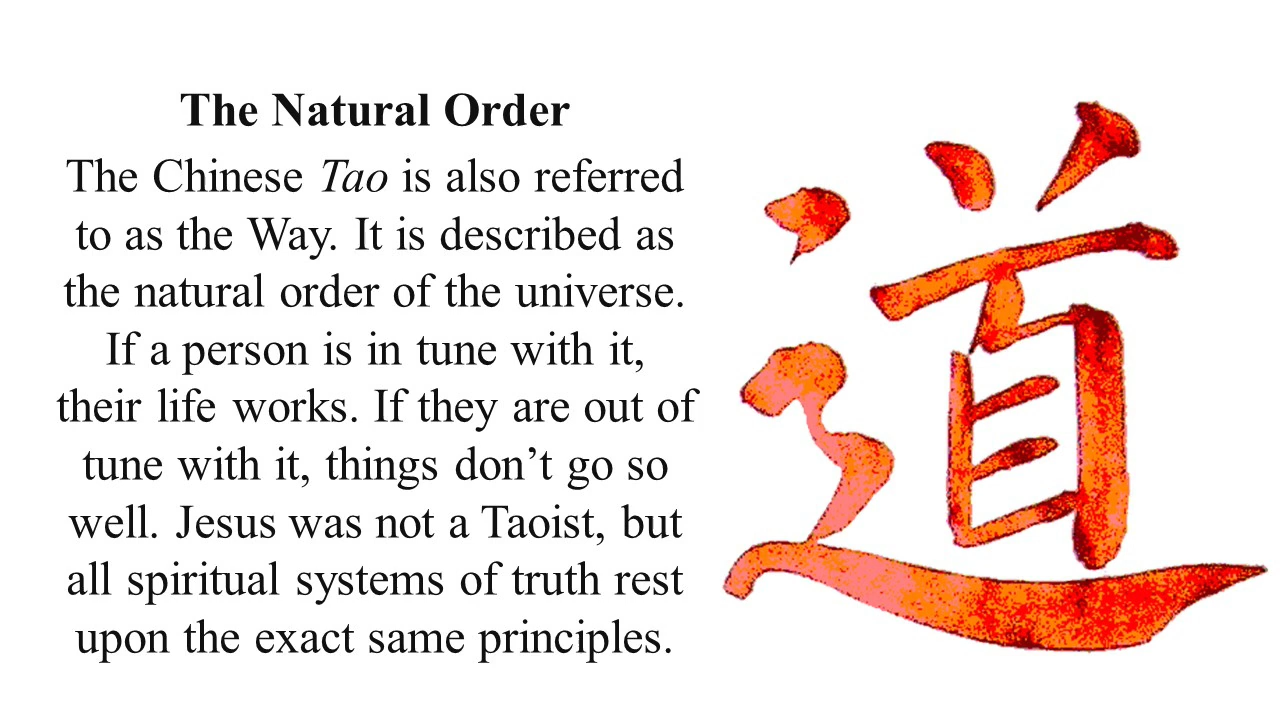 The Natural Order
The Chinese Tao is also referred
to as the Way. It is described as
the natural order of the universe.
If a person is in tune with it,
their life works. If they are out of
tune with it, things don’t go so
well. Jesus was not a Taoist, but
all spiritual systems of truth rest
upon the exact same principles.
道